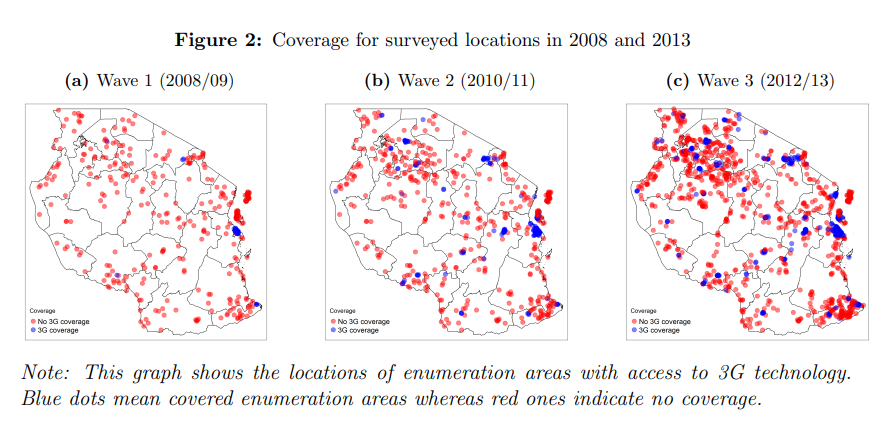 Figure 2: Coverage for surveyed locations in 2008 and 2013
(a) Wave 1 (2008/09)
(b) Wave 2 (2010/11)
(c) Wave 3 (2012/13)
Coverage
No 3G coverage
3G coverage
Coverage
No 3G coverage
3G coverage
Coverage
No 3G coverage
3G coverage
Note: This graph shows the locations of enumeration areas with access to 3G technology.
Blue dots mean covered enumeration areas whereas red ones indicate no coverage.